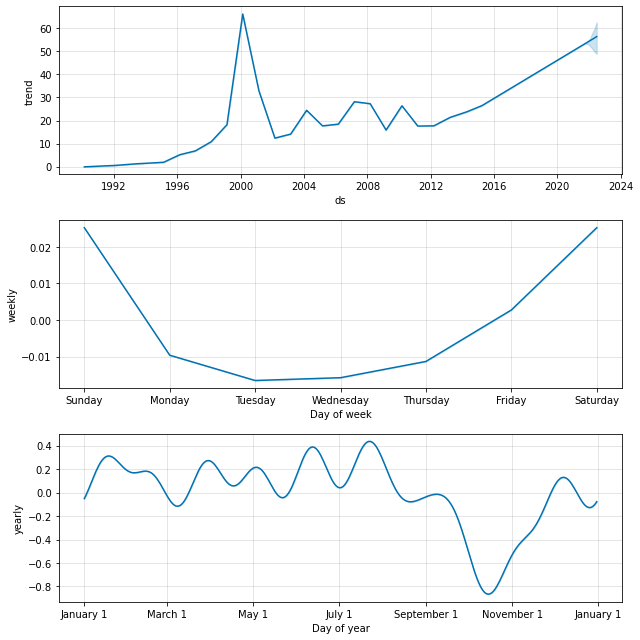 trend
60
50
40
30
20
10
0
1992 1996 2000 2004 2008 2012 2016 2020 2024
ds
weekly
0.02
0.01
0.00
−0.01
Sunday Monday Tuesday Wednesday Thursday Friday Saturday
Day of week
yearly
0.4
0.2
0.0
−0.2
−0.4
−0.6
−0.8
January 1 March 1 May 1 July 1 September 1 November 1 January 1
Day of year